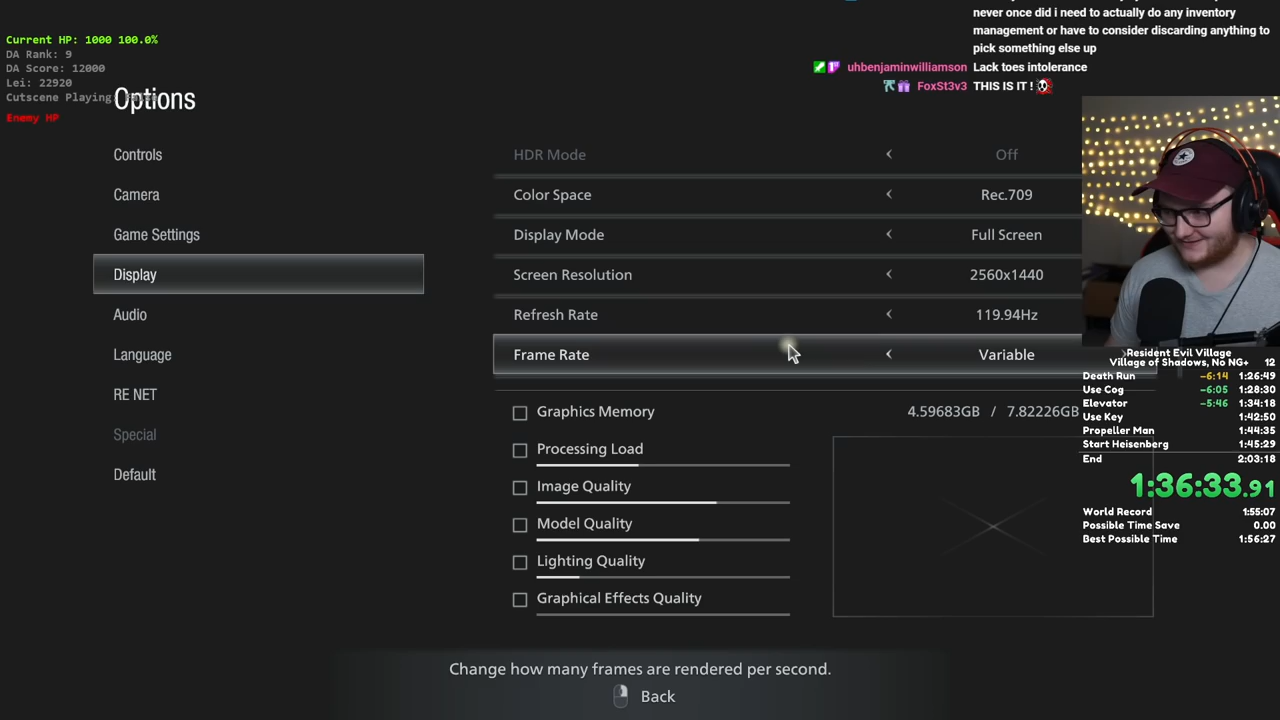 never once did i need to actually do any inventory
management or have to consider discarding anything to
pick something else up
uhbenjaminwilliamson Lack toes intolerance
FoxSt3v3 THIS IS IT !
Current HP: 1000 100.0%
DA Rank: 9
DA Score: 12000
Lei: 22920
Cutscene Playing:
Enemy HP
Options
Controls
Camera
Game Settings
Display
Audio
Language
RE NET
Special
Default
HDR Mode Off
Color Space Rec.709
Display Mode Full Screen
Screen Resolution 2560x1440
Refresh Rate 119.94Hz
Frame Rate Variable
Graphics Memory 4.59683GB / 7.82226GB
Processing Load
Image Quality
Model Quality
Lighting Quality
Graphical Effects Quality
Change how many frames are rendered per second.
Back
Resident Evil Village
Village of Shadows, No NG+ 12
Death Run -6:14 1:26:49
Use Cog -6:05 1:28:30
Elevator -5:46 1:34:18
Use Key 1:42:50
Propeller Man 1:44:35
Start Heisenberg 1:45:29
End 2:03:18
1:36:33.91
World Record 1:55:07
Possible Time Save 0.00
Best Possible Time 1:56:27